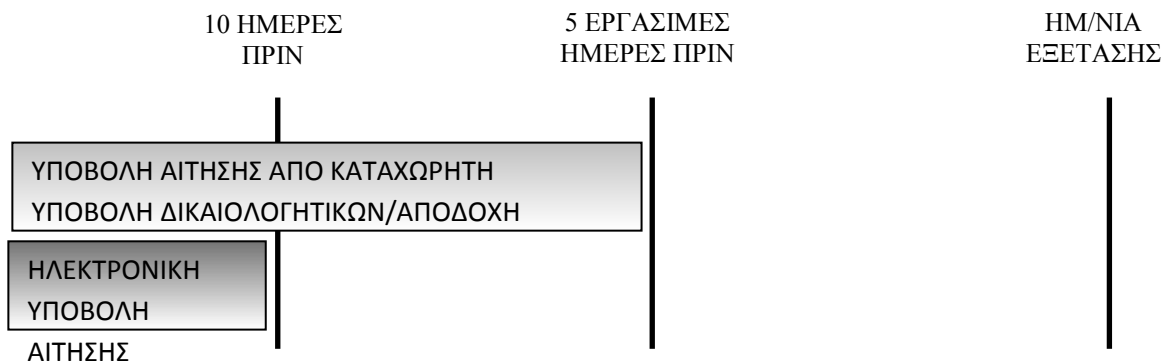 10 ΗΜΕΡΕΣ
ΠΡΙΝ
5 ΕΡΓΑΣΙΜΕΣ
ΗΜΕΡΕΣ ΠΡΙΝ
ΗΜ/ΝΙΑ
ΕΞΕΤΑΣΗΣ
ΥΠΟΒΟΛΗ ΑΙΤΗΣΗΣ ΑΠΟ ΚΑΤΑΧΩΡΗΤΗ
ΥΠΟΒΟΛΗ ΔΙΚΑΙΟΛΟΓΗΤΙΚΩΝ/ΑΠΟΔΟΧΗ
ΗΛΕΚΤΡΟΝΙΚΗ
ΥΠΟΒΟΛΗ
ΑΙΤΗΣΗΣ